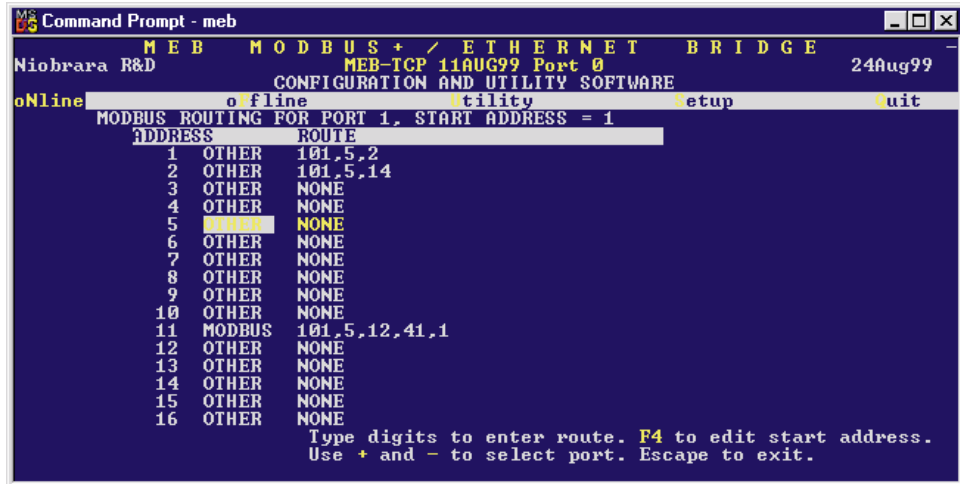 Command Prompt - meb
M E B M O D B U S + / E T H E R N E T B R I D G E
Niobrara R&D MEB-TCP 11AUG99 Port 0 24Aug99
CONFIGURATION AND UTILITY SOFTWARE
oNline oFfline Utility Setup Quit
MODBUS ROUTING FOR PORT 1, START ADDRESS = 1
ADDRESS ROUTE
1 OTHER 101,5,2
2 OTHER 101,5,14
3 OTHER NONE
4 OTHER NONE
5 OTHER NONE
6 OTHER NONE
7 OTHER NONE
8 OTHER NONE
9 OTHER NONE
10 OTHER NONE
11 MODBUS 101,5,12,41,1
12 OTHER NONE
13 OTHER NONE
14 OTHER NONE
15 OTHER NONE
16 OTHER NONE
Type digits to enter route. F4 to edit start address.
Use + and - to select port. Escape to exit.